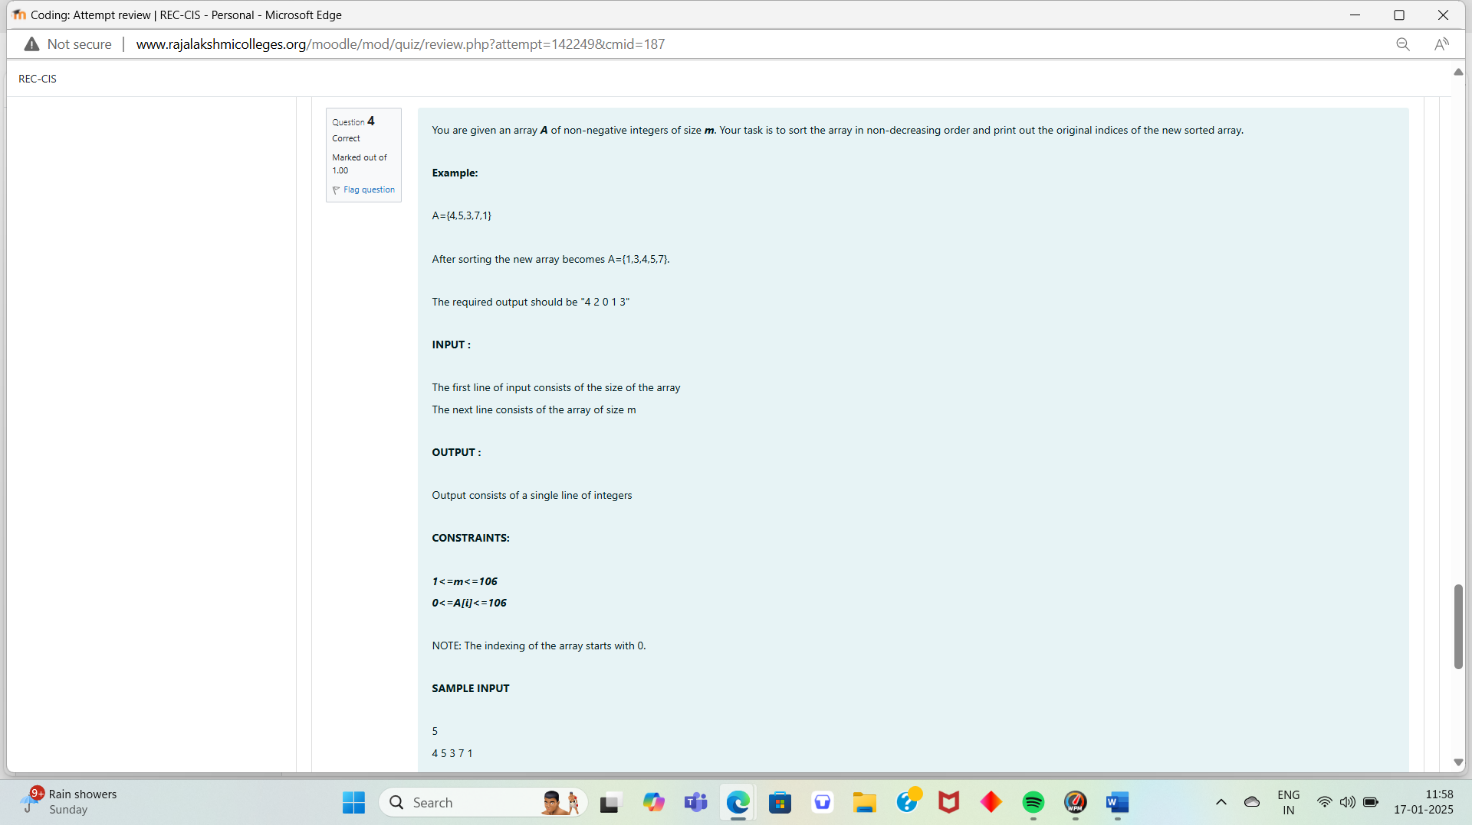 Coding: Attempt review | REC-CIS - Personal - Microsoft Edge
Not secure | www.rajalakshmicolleges.org/moodle/mod/quiz/review.php?attempt=142249&cmid=187
REC-CIS
Question 4
Correct
Marked out of
1.00
Flag question
You are given an array A of non-negative integers of size m. Your task is to sort the array in non-decreasing order and print out the original indices of the new sorted array.
Example:
A={4,5,3,7,1}
After sorting the new array becomes A={1,3,4,5,7}.
The required output should be "4 2 0 1 3"
INPUT :
The first line of input consists of the size of the array
The next line consists of the array of size m
OUTPUT :
Output consists of a single line of integers
CONSTRAINTS:
1<=m<=106
0<=A[i]<=106
NOTE: The indexing of the array starts with 0.
SAMPLE INPUT
5
4 5 3 7 1
9+
Rain showers
Sunday
Search
ENG
IN
11:58
17-01-2025